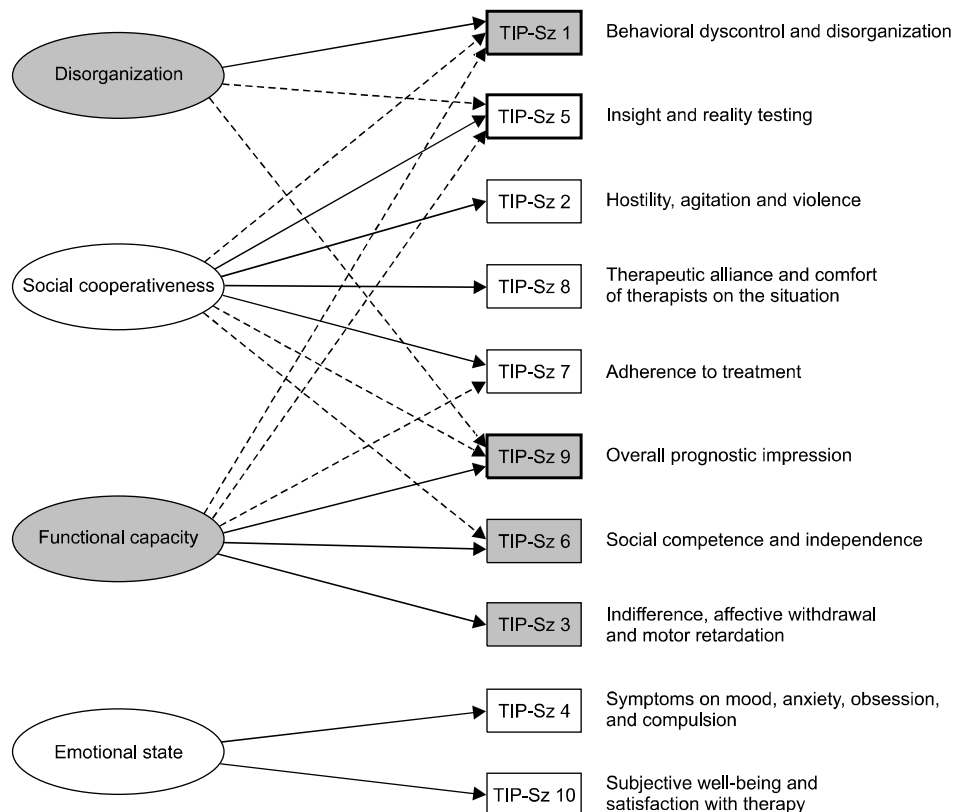 TIP-Sz 1 Behavioral dyscontrol and disorganization
Disorganization
TIP-Sz 5 Insight and reality testing
TIP-Sz 2 Hostility, agitation and violence
Social cooperativeness
TIP-Sz 8 Therapeutic alliance and comfort
of therapists on the situation
TIP-Sz 7 Adherence to treatment
TIP-Sz 9 Overall prognostic impression
Functional capacity
TIP-Sz 6 Social competence and independence
TIP-Sz 3 Indifference, affective withdrawal
and motor retardation
TIP-Sz 4 Symptoms on mood, anxiety, obsession,
and compulsion
Emotional state
TIP-Sz 10 Subjective well-being and
satisfaction with therapy